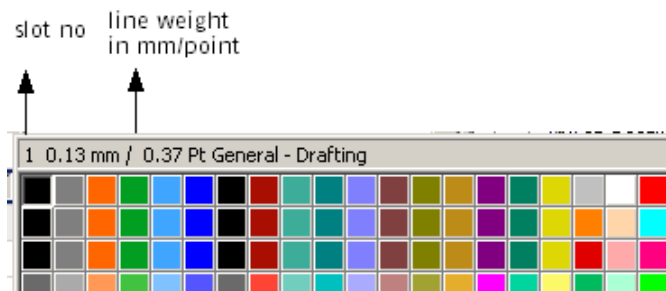 slot no
line weight
in mm/point
1 0.13 mm / 0.37 Pt General - Drafting